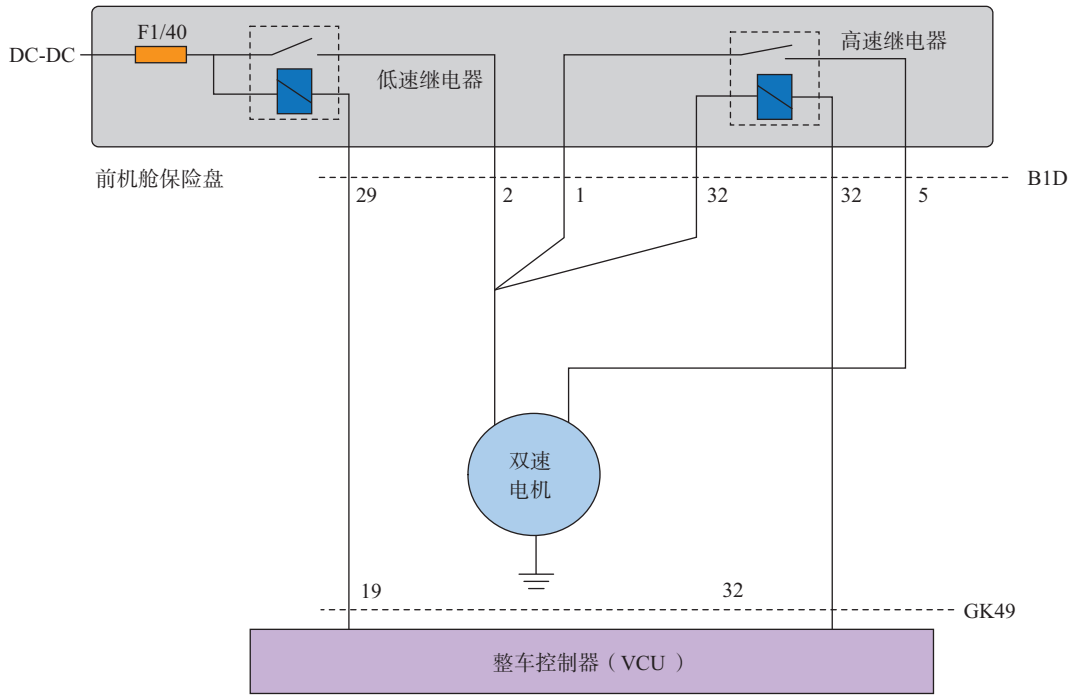 F1/40
DC-DC
低速继电器
高速继电器
前机舱保险盘
B1D
29
2
1
32
32
5
双速
电机
19
32
GK49
整车控制器（VCU ）